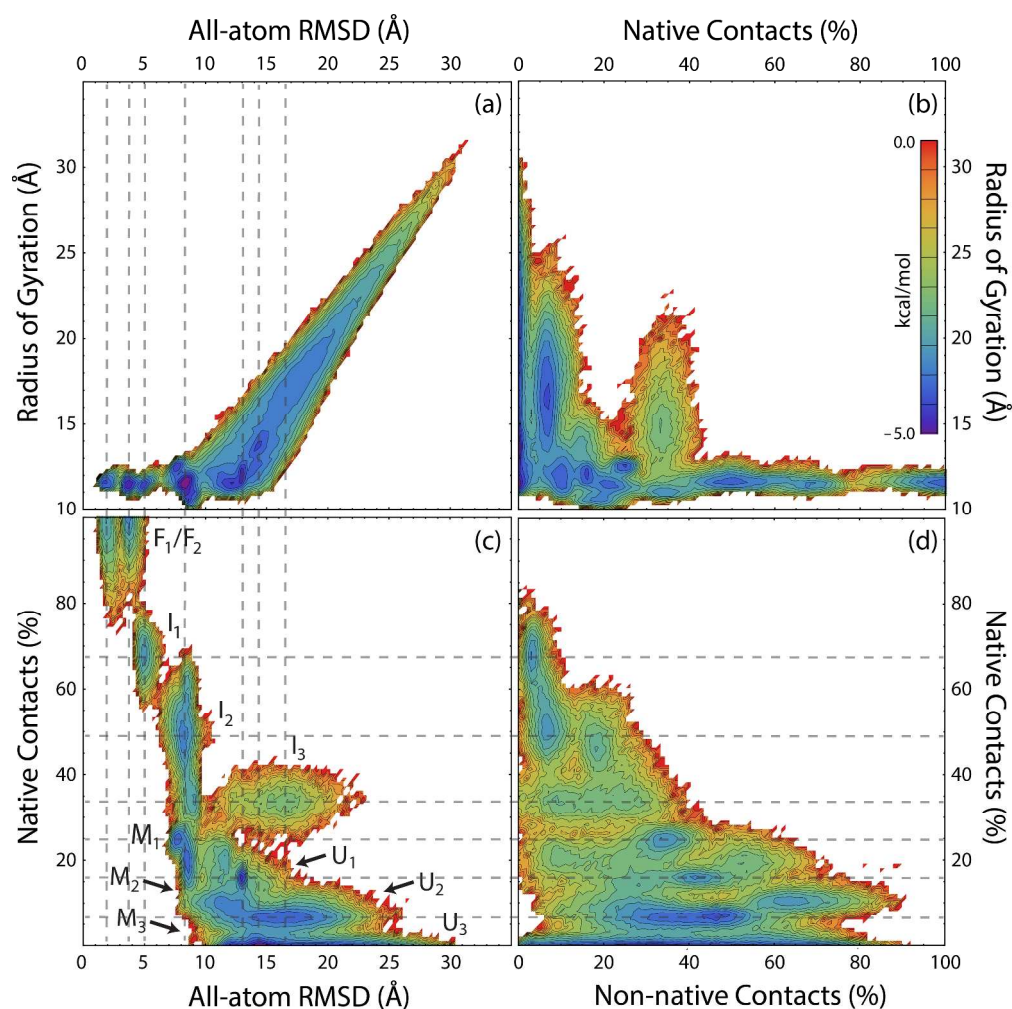 All-atom RMSD (Å)
Native Contacts (%)
0 5 10 15 20 25 30
0 20 40 60 80 100
(a)
(b)
Radius of Gyration (Å)
30
25
20
15
10
0.0
kcal/mol
−5.0
30
25
20
15
10
Radius of Gyration (Å)
F1/F2
(c)
(d)
I1
I2
I3
M1
M2
M3
U1
U2
U3
Native Contacts (%)
80
60
40
20
80
60
40
20
Native Contacts (%)
0 5 10 15 20 25 30
0 20 40 60 80 100
All-atom RMSD (Å)
Non-native Contacts (%)